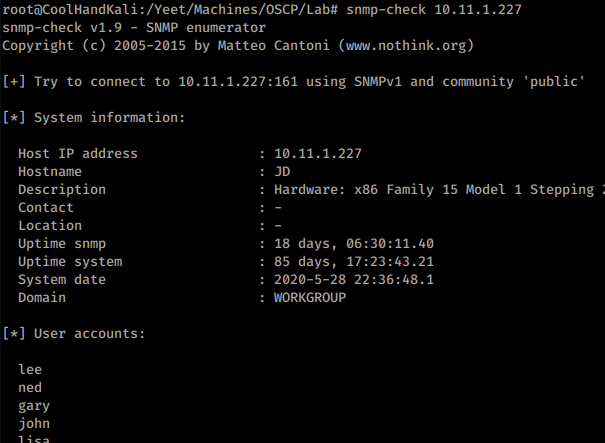 root@CoolHandKali:/Yeet/Machines/OSCP/Lab# snmp-check 10.11.1.227
snmp-check v1.9 - SNMP enumerator
Copyright (c) 2005-2015 by Matteo Cantoni (www.nothink.org)
[+] Try to connect to 10.11.1.227:161 using SNMPv1 and community 'public'
[*] System information:
Host IP address : 10.11.1.227
Hostname : JD
Description : Hardware: x86 Family 15 Model 1 Stepping 2
Contact : -
Location : -
Uptime snmp : 18 days, 06:30:11.40
Uptime system : 85 days, 17:23:43.21
System date : 2020-5-28 22:36:48.1
Domain : WORKGROUP
[*] User accounts:
lee
ned
gary
john
lisa